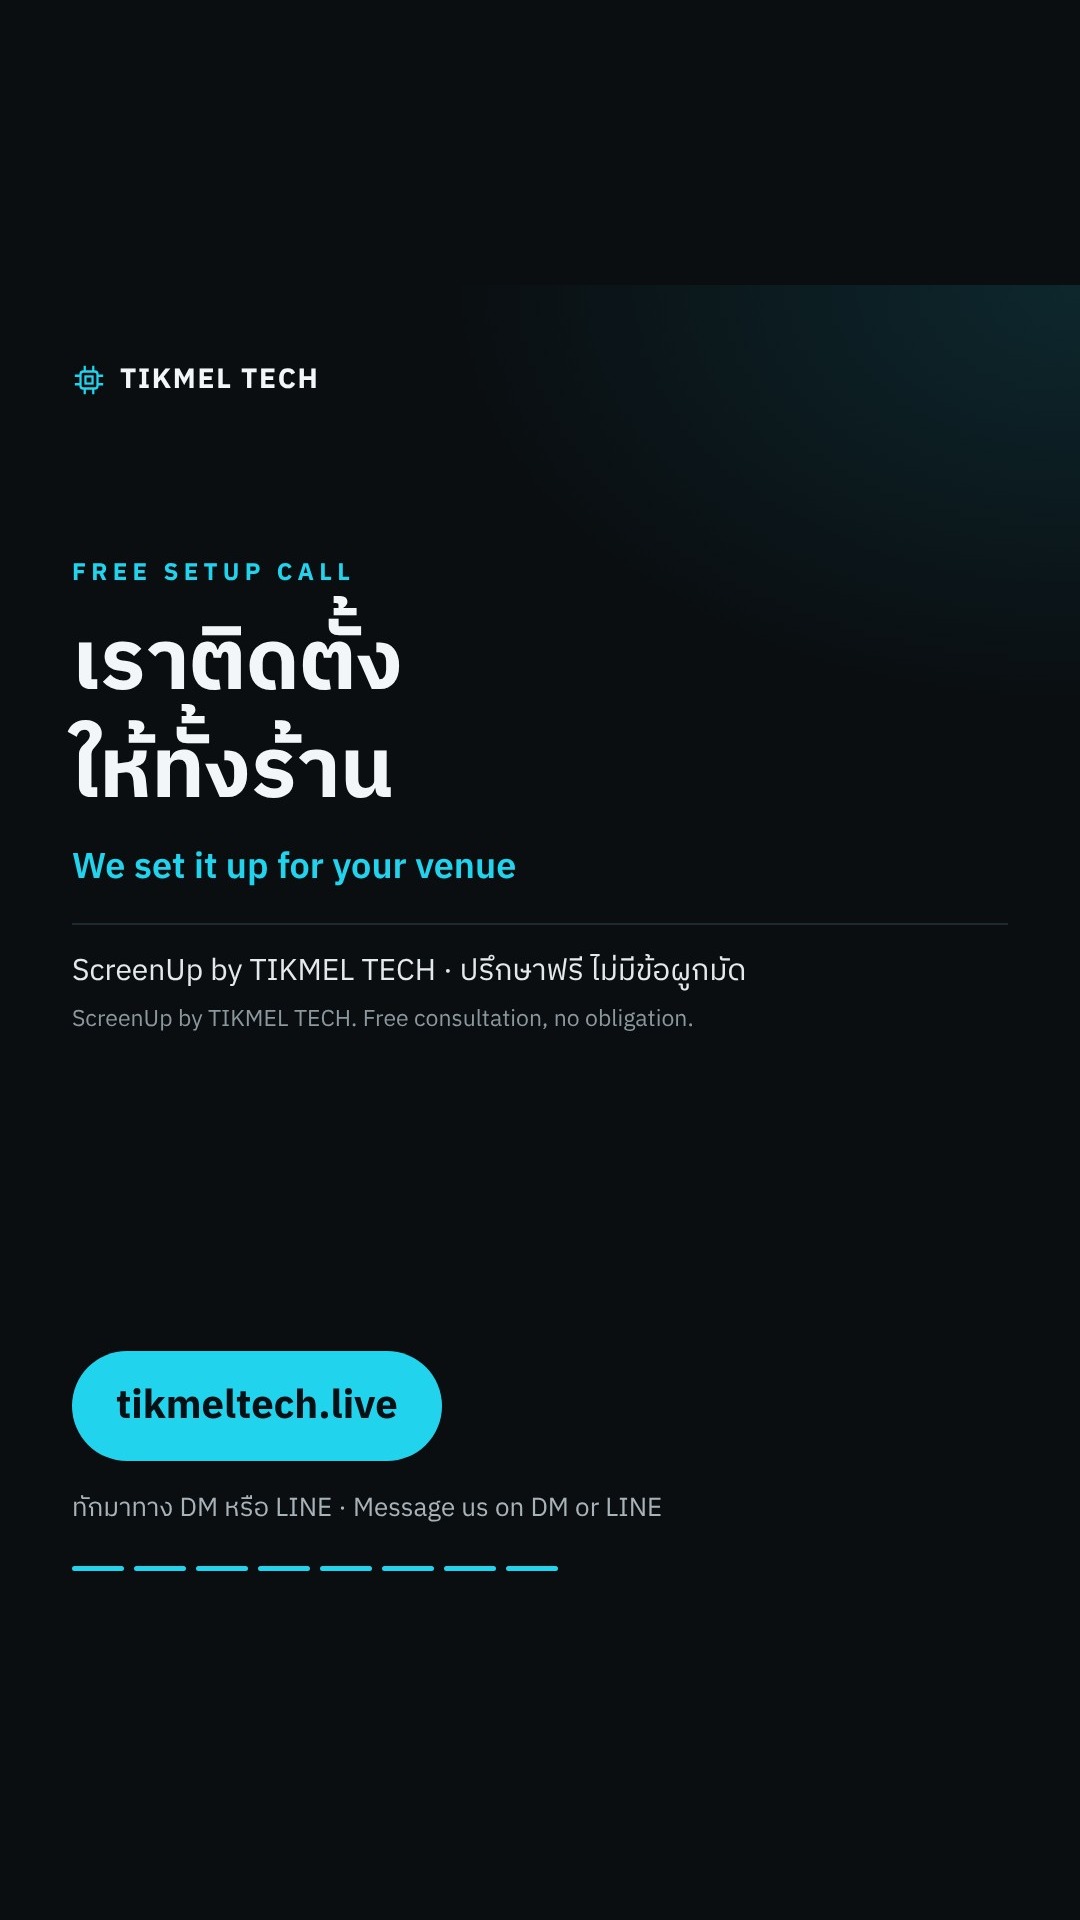 TIKMEL TECH
FREE SETUP CALL
เราติดตั้ง
ให้ทั้งร้าน
We set it up for your venue
ScreenUp by TIKMEL TECH · ปรึกษาฟรี ไม่มีข้อผูกมัด
ScreenUp by TIKMEL TECH. Free consultation, no obligation.
tikmeltech.live
ทักมาทาง DM หรือ LINE · Message us on DM or LINE